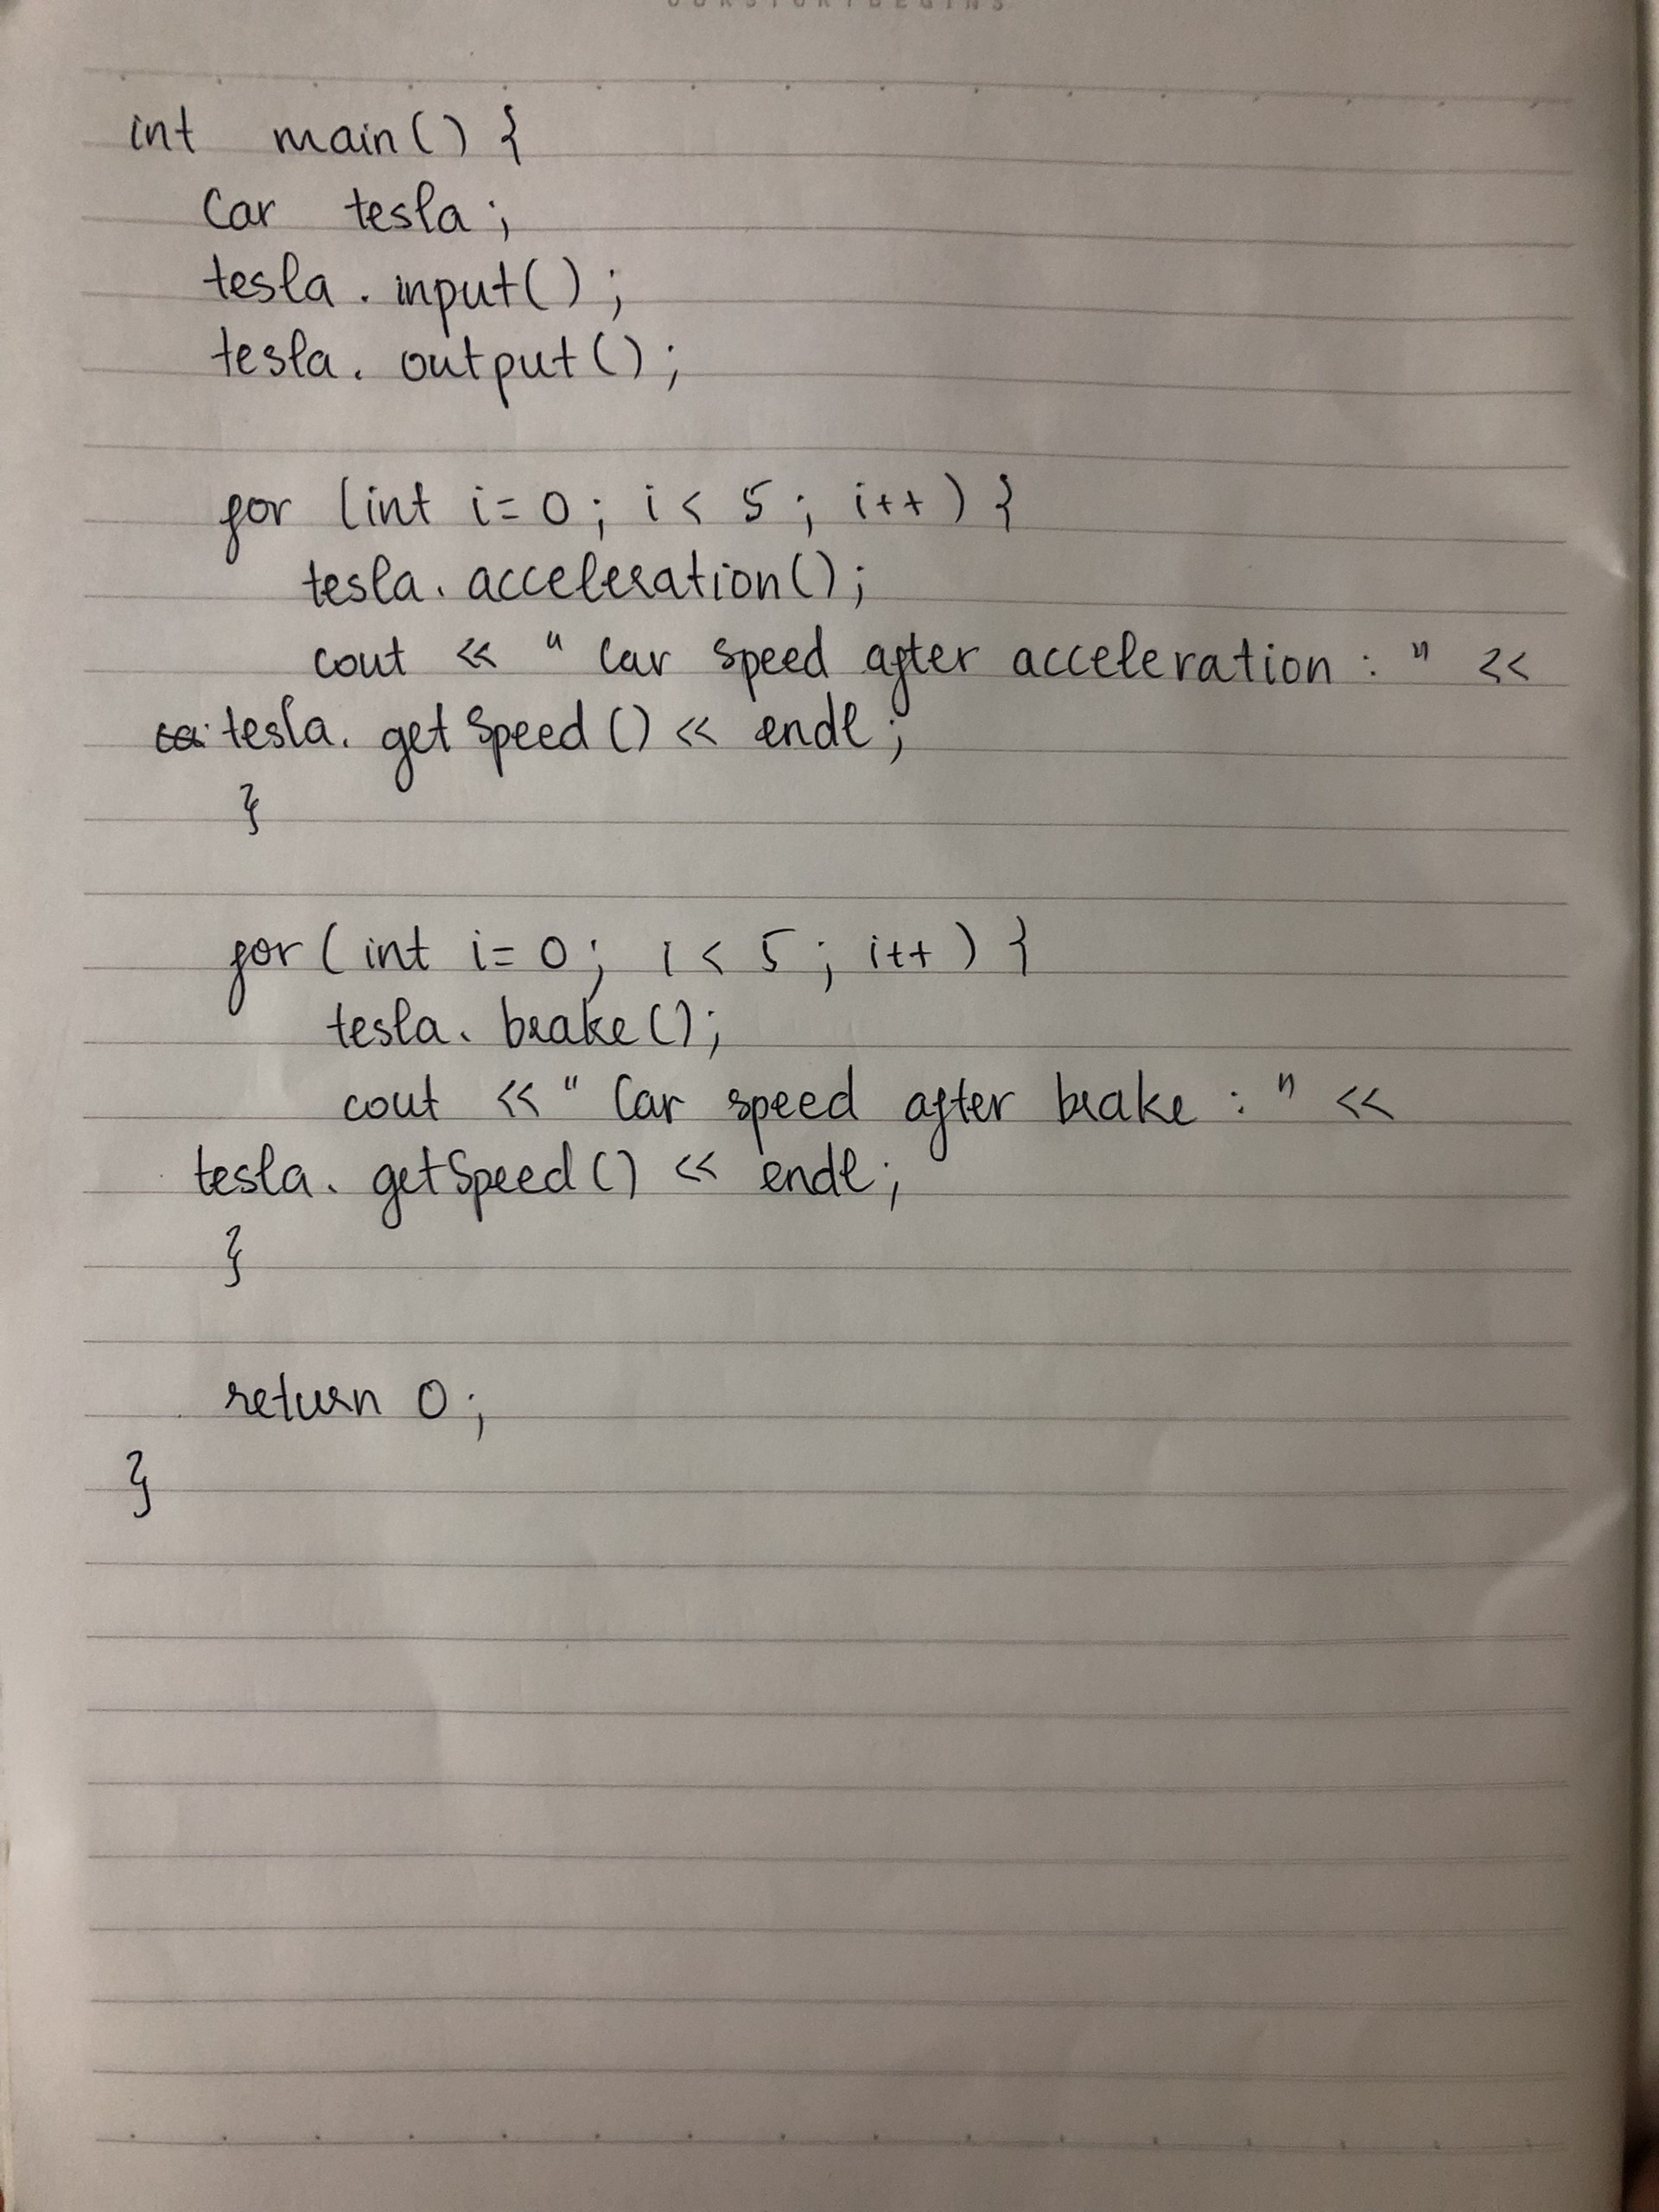 OURSTORYBEGINS
int main() {
Car tesla;
tesla. input();
tesla. output();
for (int i=0; i< 5; i++) {
tesla. acceleration();
cout << "Car speed after acceleration : " <<
tesla. getSpeed() << endl;
}
for (int i=0; i < 5; i++) {
tesla. brake();
cout << "Car speed after brake : " <<
tesla. getSpeed() << endl;
}
return 0;
}